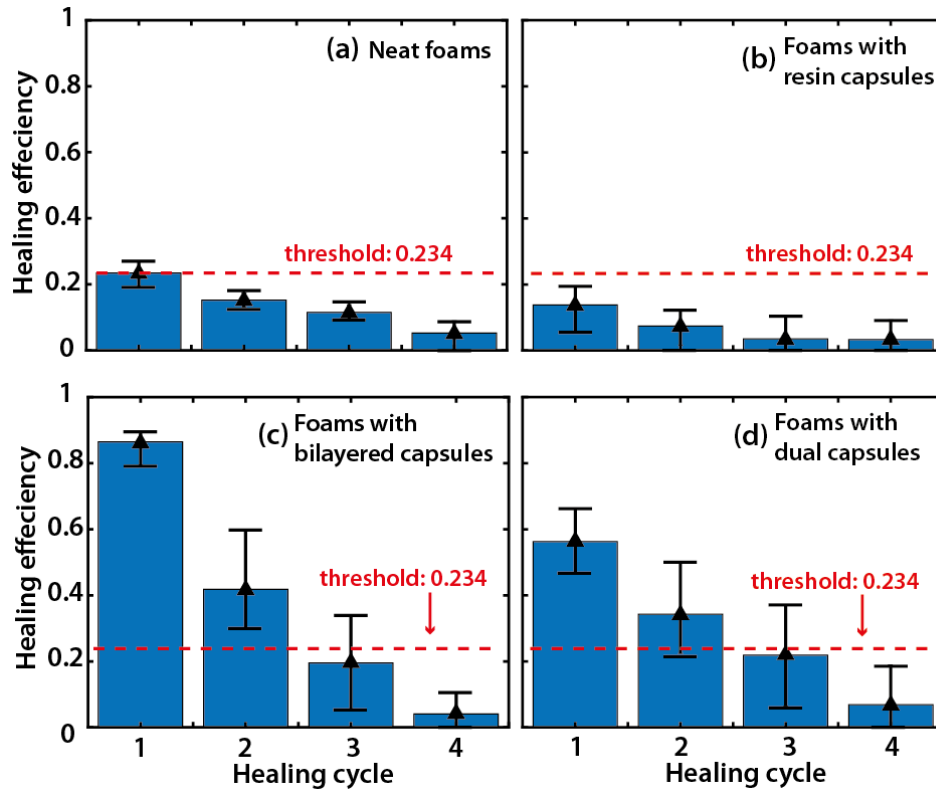 1
0.8
0.6
0.4
0.2
0
Healing effeciency
(a) Neat foams
threshold: 0.234
(b) Foams with
resin capsules
threshold: 0.234
1
0.8
0.6
0.4
0.2
0
Healing effeciency
(c) Foams with
bilayered capsules
threshold: 0.234
1 2 3 4
Healing cycle
(d) Foams with
dual capsules
threshold: 0.234
1 2 3 4
Healing cycle